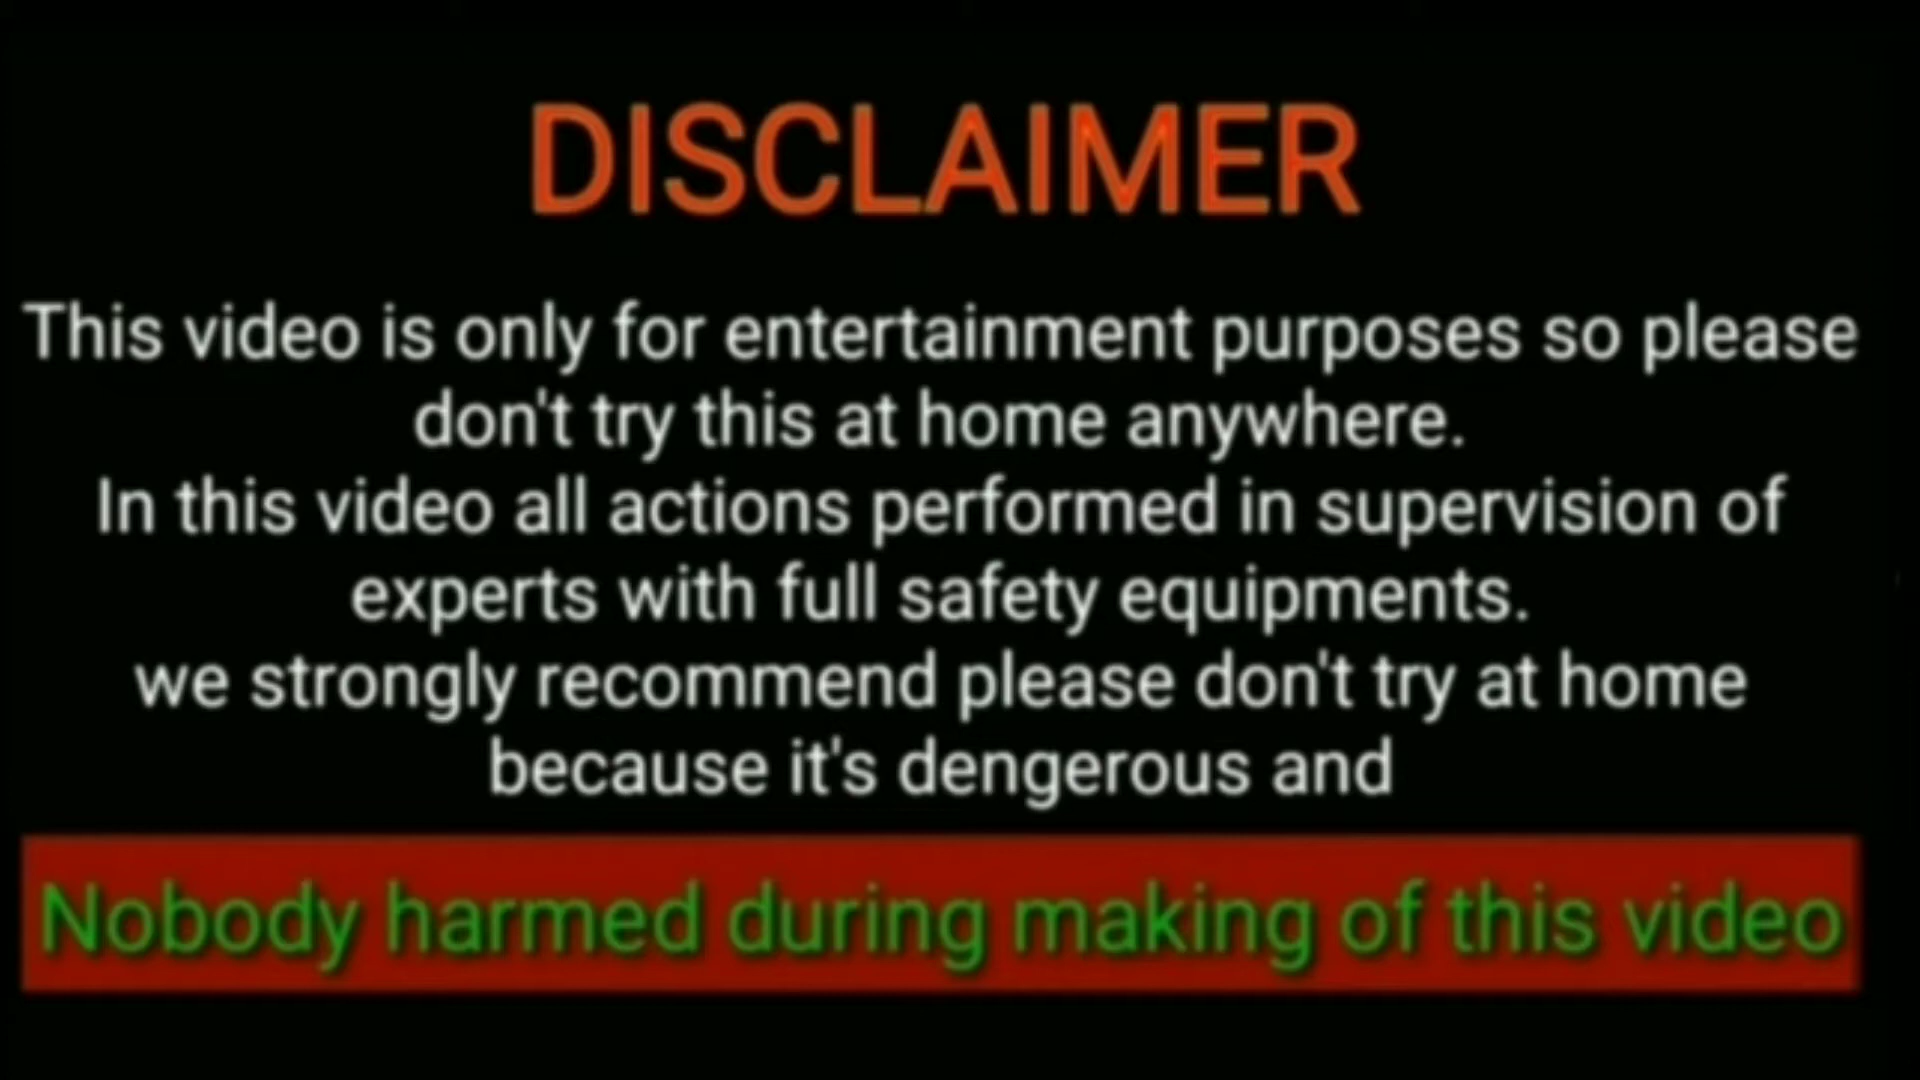 DISCLAIMER
This video is only for entertainment purposes so please
don't try this at home anywhere.
In this video all actions performed in supervision of
experts with full safety equipments.
we strongly recommend please don't try at home
because it's dengerous and
Nobody harmed during making of this video